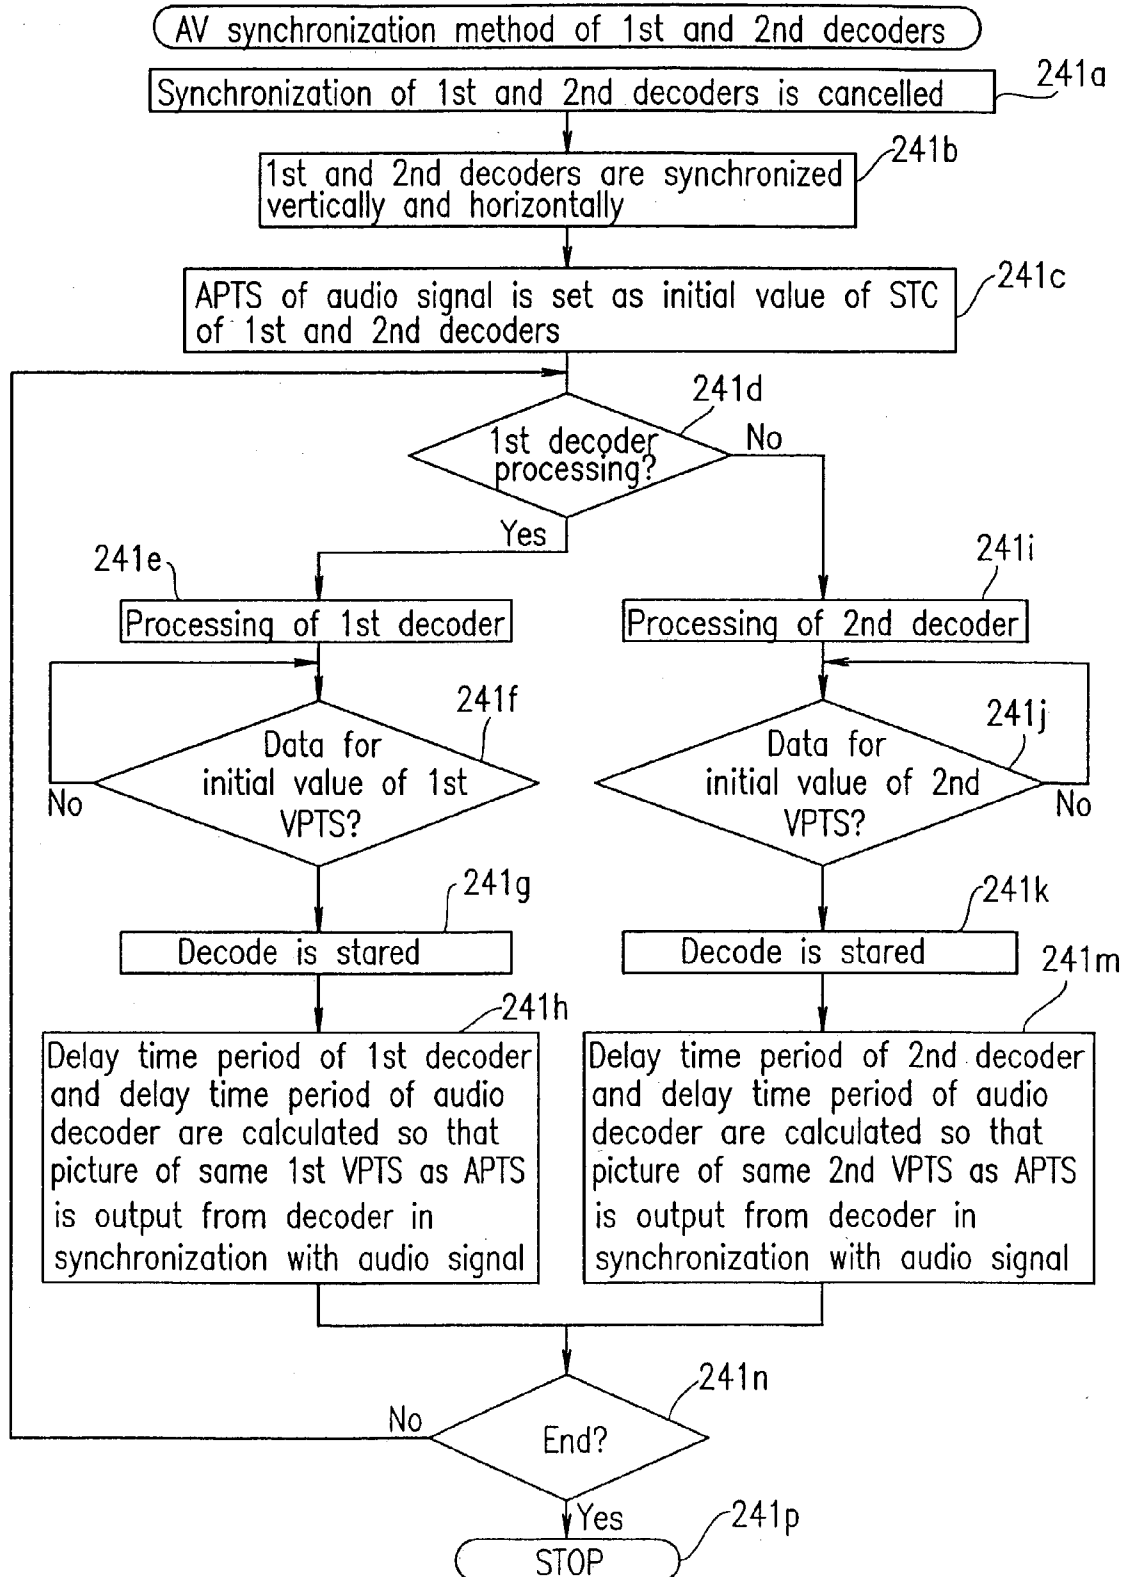 AV synchronization method of 1st and 2nd decoders
241a
Synchronization of 1st and 2nd decoders is cancelled
241b
1st and 2nd decoders are synchronized
vertically and horizontally
241c
APTS of audio signal is set as initial value of STC
of 1st and 2nd decoders
241d
1st decoder
processing?
No
Yes
241e
Processing of 1st decoder
241i
Processing of 2nd decoder
241f
Data for
initial value of 1st
VPTS?
No
241j
Data for
initial value of 2nd
VPTS?
No
241g
Decode is stared
241k
Decode is stared
241h
Delay time period of 1st decoder
and delay time period of audio
decoder are calculated so that
picture of same 1st VPTS as APTS
is output from decoder in
synchronization with audio signal
241m
Delay time period of 2nd decoder
and delay time period of audio
decoder are calculated so that
picture of same 2nd VPTS as APTS
is output from decoder in
synchronization with audio signal
241n
No
End?
Yes
241p
STOP